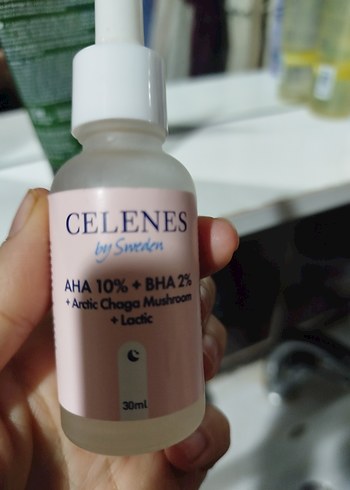 CELENES
by Sweden
AHA 10% + BHA 2%
+ Arctic Chaga Mushroom
+ Lactic
30ml